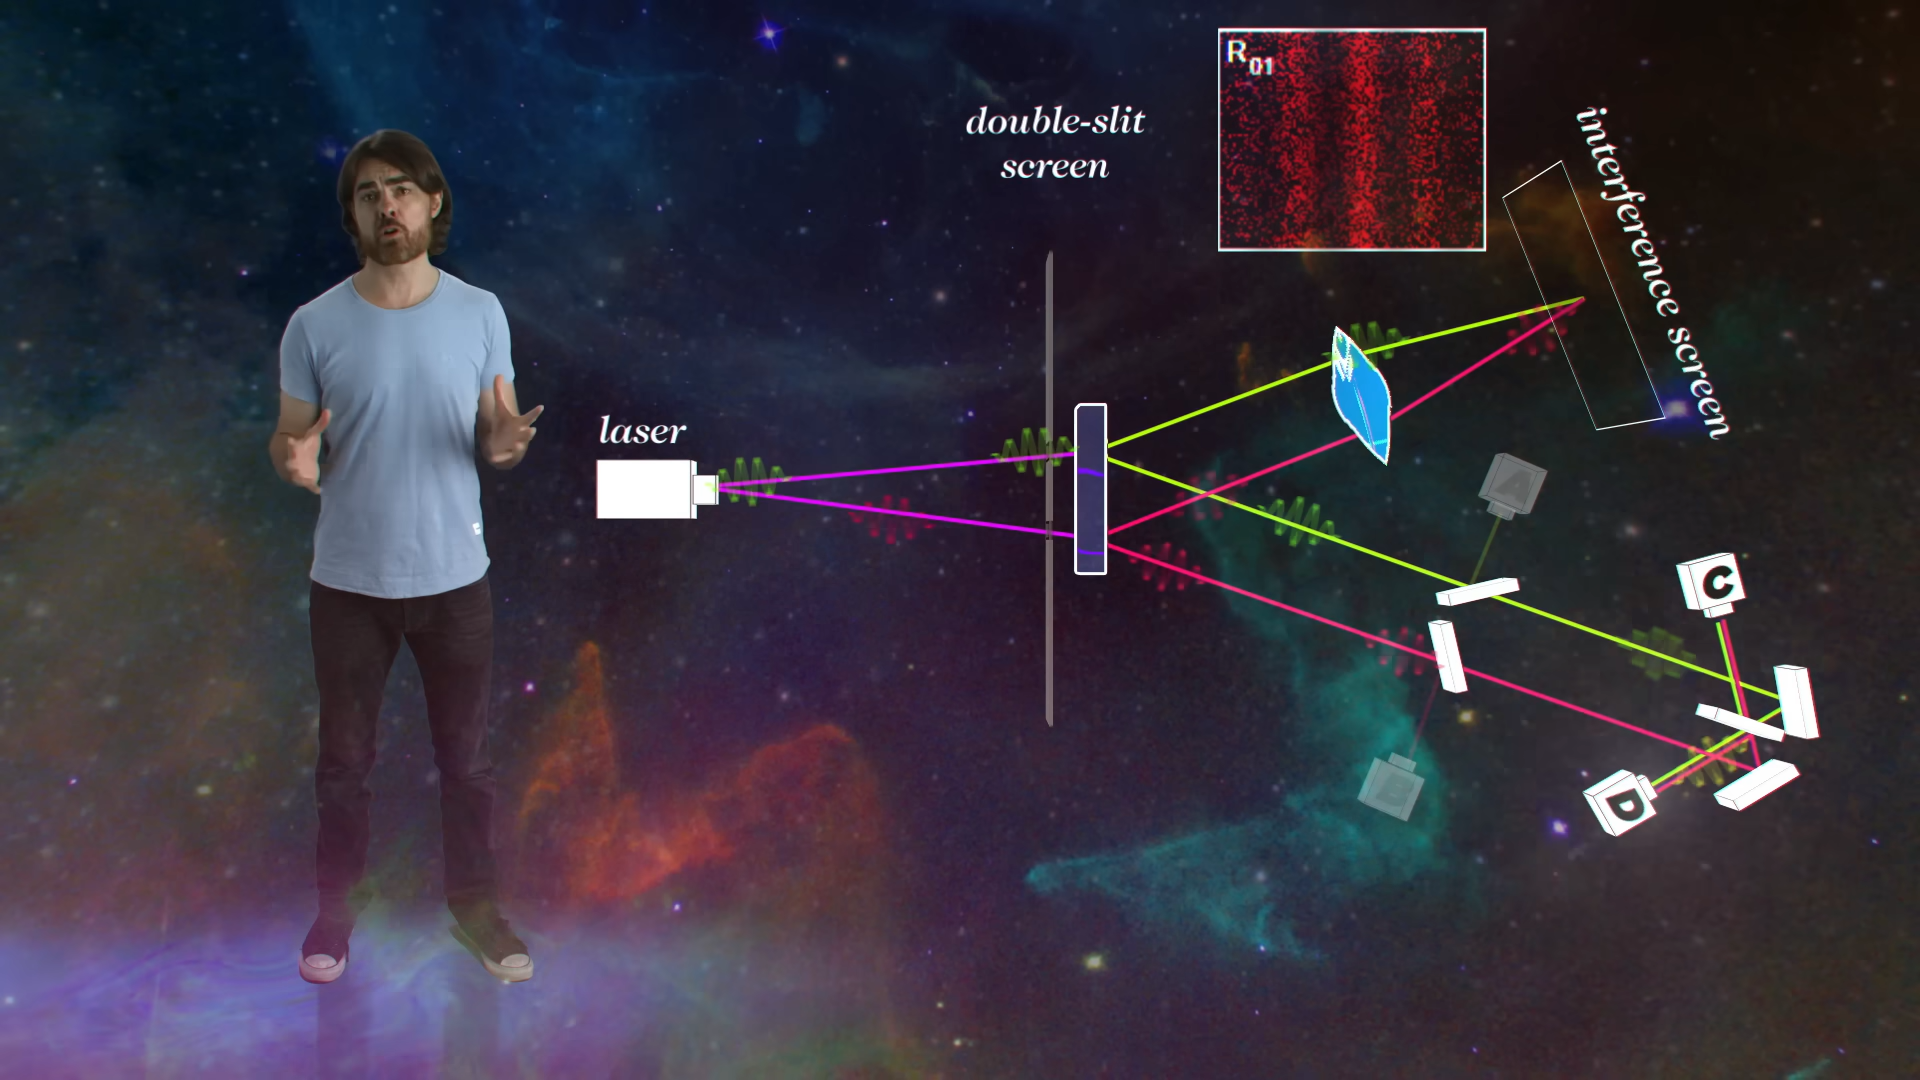 double-slit
screen
R01
interference screen
laser
A
C
B
D